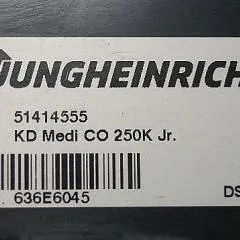 JUNGHEINRICH
51414555
KD Medi CO 250K Jr.
636E6045
DS